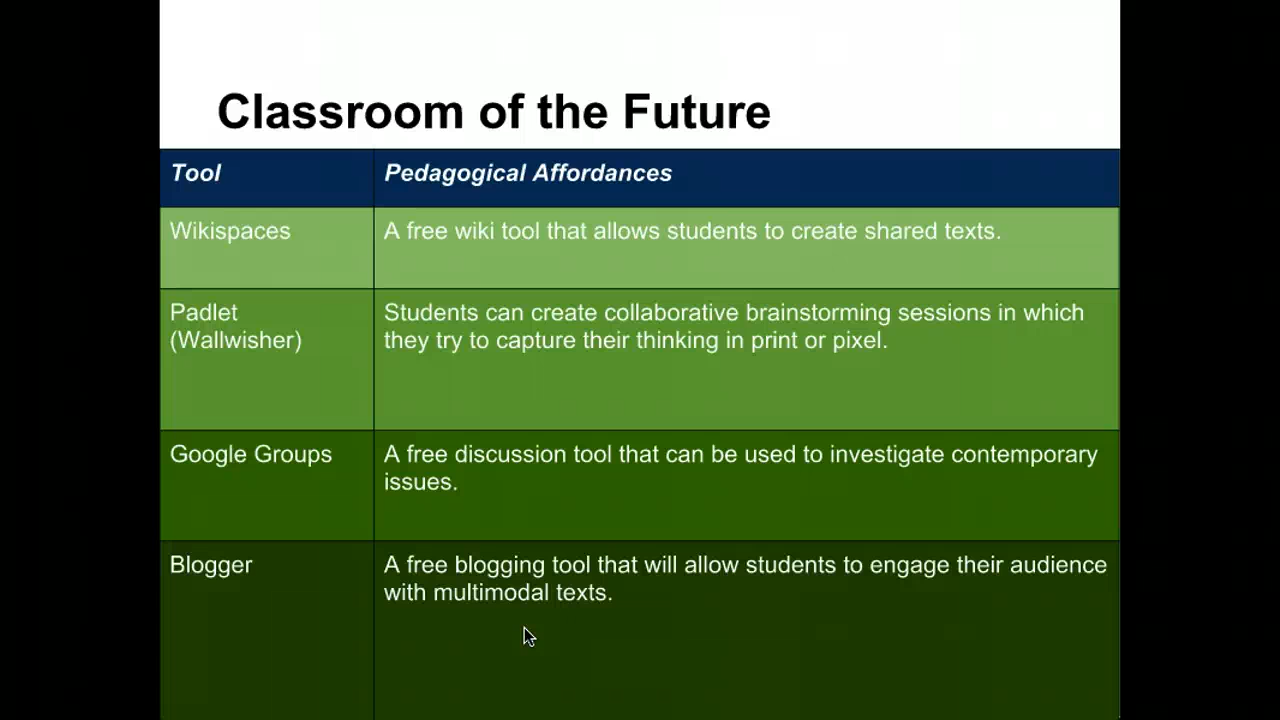 Classroom of the Future
Tool
Pedagogical Affordances
Wikispaces
A free wiki tool that allows students to create shared texts.
Padlet
(Wallwisher)
Students can create collaborative brainstorming sessions in which
they try to capture their thinking in print or pixel.
Google Groups
A free discussion tool that can be used to investigate contemporary
issues.
Blogger
A free blogging tool that will allow students to engage their audience
with multimodal texts.